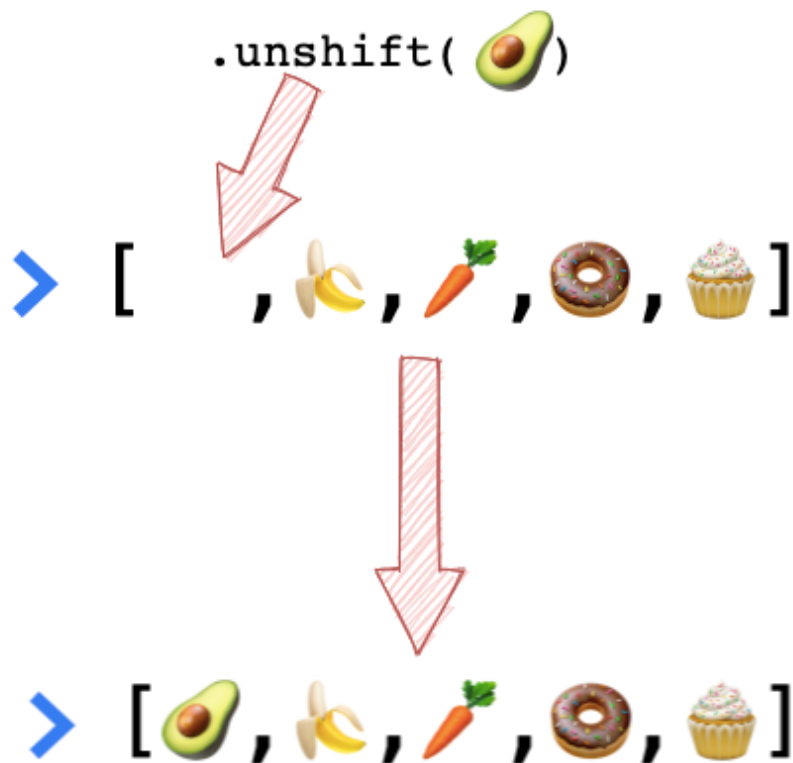 .unshift(🥑)
> [ ,🍌,🥕,🍩,🧁]
> [🥑,🍌,🥕,🍩,🧁]